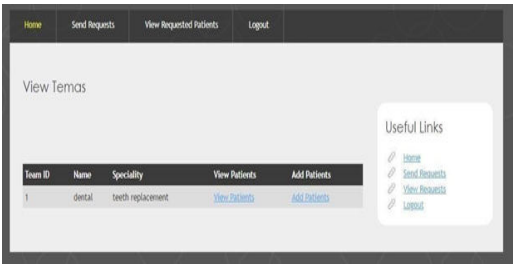 Home Send Requests View Requested Patients Logout
View Temas
Team ID Name Speciality View Patients Add Patients
1 dental teeth replacement View Patients Add Patients
Useful Links
Home
Send Requests
View Requests
Logout